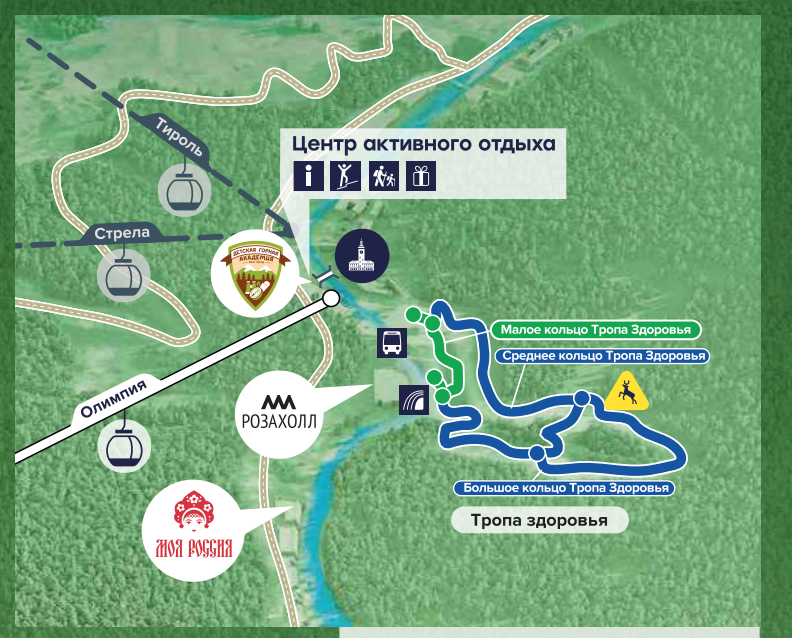 Тироль
Центр активного отдыха
Стрела
ДЕТСКАЯ ГОРНАЯ
АКАДЕМИЯ
Малое кольцо Тропа Здоровья
Среднее кольцо Тропа Здоровья
Олимпия
РОЗАХОЛЛ
Большое кольцо Тропа Здоровья
Тропа здоровья
МОЯ РОССИЯ